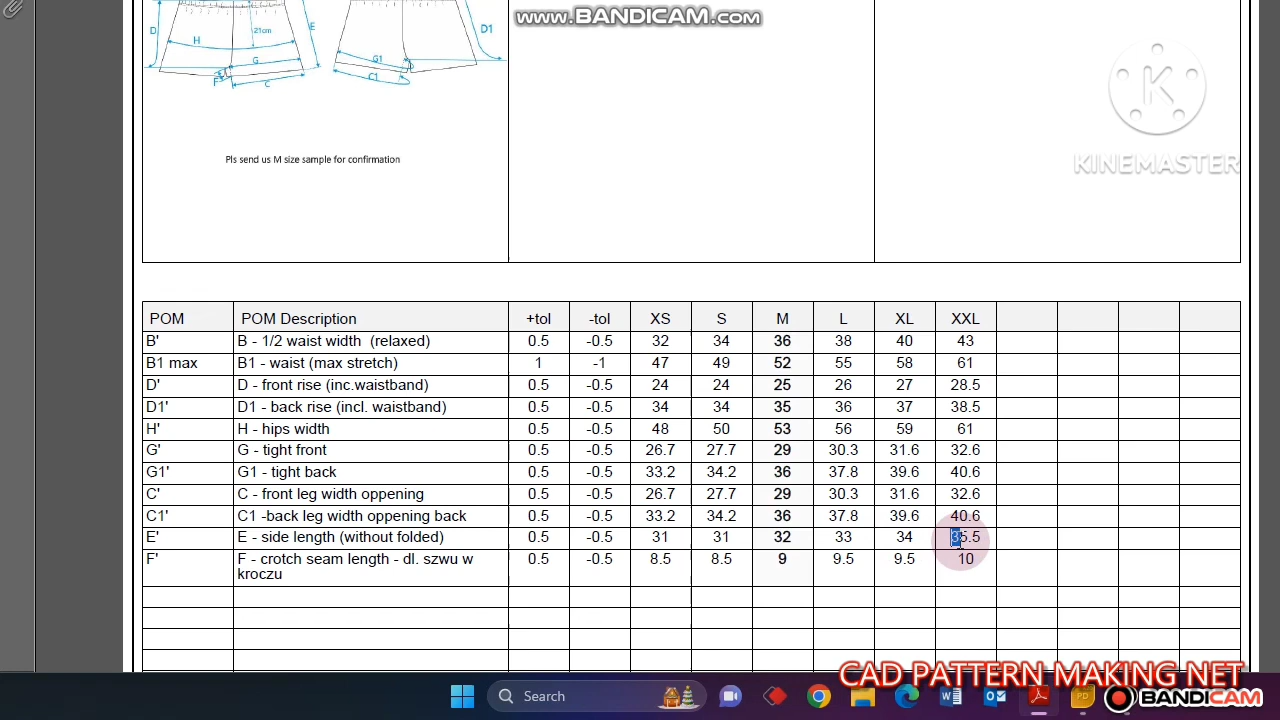 www.BANDICAM.com
D
H
21cm
E
G
F
C
D1
G1
C1
KINEMASTER
Pls send us M size sample for confirmation
POM POM Description +tol -tol XS S M L XL XXL
B' B - 1/2 waist width (relaxed) 0.5 -0.5 32 34 36 38 40 43
B1 max B1 - waist (max stretch) 1 -1 47 49 52 55 58 61
D' D - front rise (inc.waistband) 0.5 -0.5 24 24 25 26 27 28.5
D1' D1 - back rise (incl. waistband) 0.5 -0.5 34 34 35 36 37 38.5
H' H - hips width 0.5 -0.5 48 50 53 56 59 61
G' G - tight front 0.5 -0.5 26.7 27.7 29 30.3 31.6 32.6
G1' G1 - tight back 0.5 -0.5 33.2 34.2 36 37.8 39.6 40.6
C' C - front leg width oppening 0.5 -0.5 26.7 27.7 29 30.3 31.6 32.6
C1' C1 -back leg width oppening back 0.5 -0.5 33.2 34.2 36 37.8 39.6 40.6
E' E - side length (without folded) 0.5 -0.5 31 31 32 33 34 35.5
F' F - crotch seam length - dl. szwu w 0.5 -0.5 8.5 8.5 9 9.5 9.5 10
kroczu
CAD PATTERN MAKING NET
Search
BANDICAM